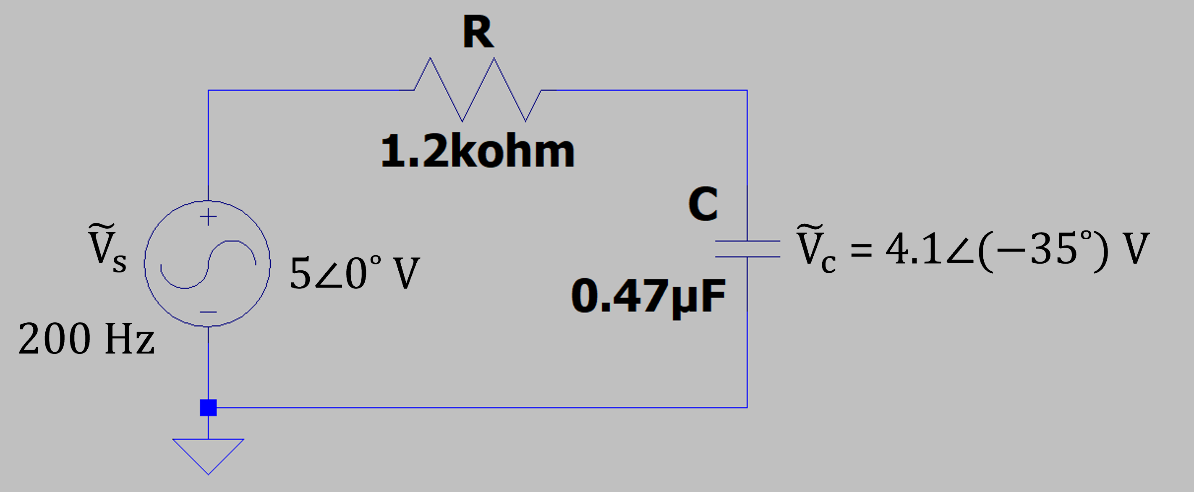 R
1.2kohm
C
Ṽs
+
5∠0° V
Ṽc = 4.1∠(−35°) V
0.47µF
−
200 Hz